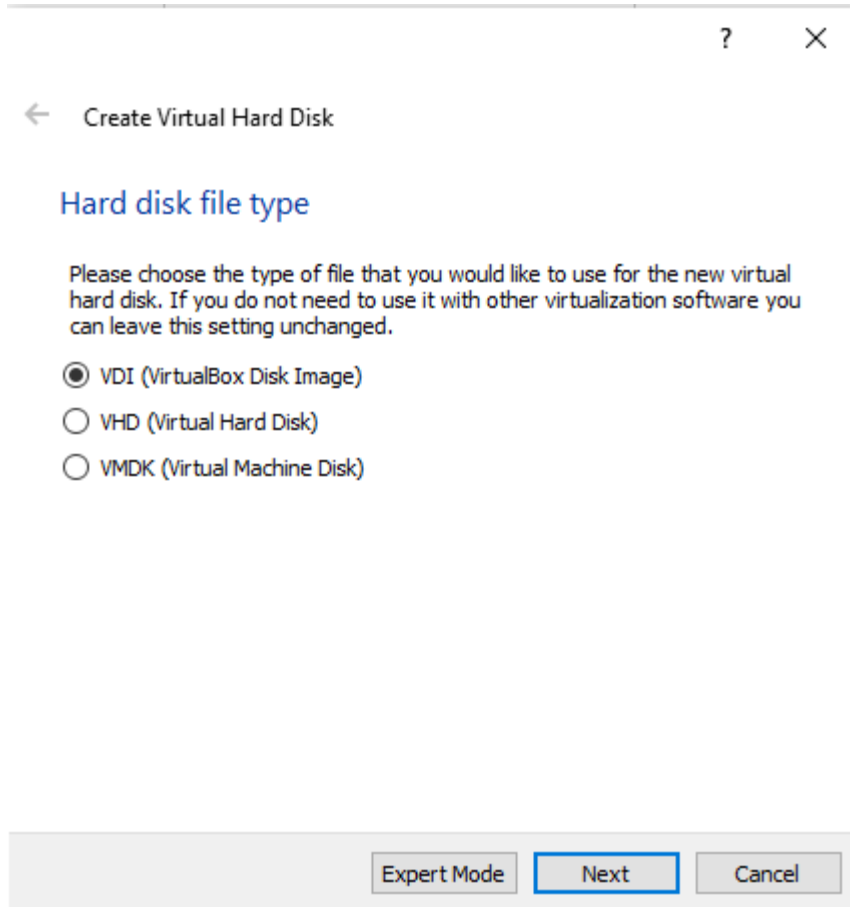 ?
Create Virtual Hard Disk
Hard disk file type
Please choose the type of file that you would like to use for the new virtual
hard disk. If you do not need to use it with other virtualization software you
can leave this setting unchanged.
VDI (VirtualBox Disk Image)
VHD (Virtual Hard Disk)
VMDK (Virtual Machine Disk)
Expert Mode Next Cancel